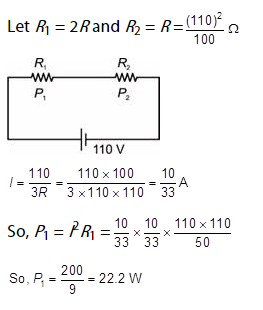 Let R₁ = 2R and R₂ = R = (110)²/100 Ω
R₁ R₂
P₁ P₂
110 V
I = 110/3R = 110 × 100/3 × 110 × 110 = 10/33 A
So, P₁ = I²R₁ = 10/33 × 10/33 × 110 × 110/50
So, P₁ = 200/9 = 22.2 W